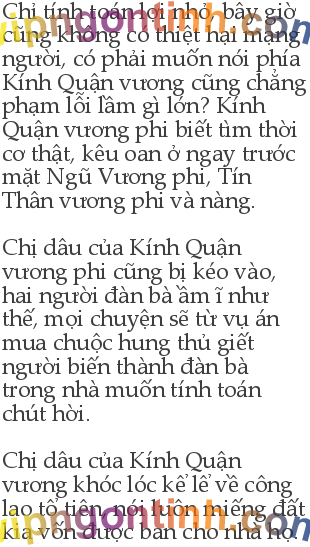 Chỉ tính toán lợi nhỏ, bây giờ
cũng không có thiệt hại mạng
người, có phải muốn nói phía
Kính Quận vương cũng chẳng
phạm lỗi lầm gì lớn? Kính
Quận vương phi biết tìm thời
cơ thật, kêu oan ở ngay trước
mặt Ngũ Vương phi, Tín
Thân vương phi và nàng.
Chị dâu của Kính Quận
vương phi cũng bị kéo vào,
hai người đàn bà ầm ĩ như
thế, mọi chuyện sẽ từ vụ án
mua chuộc hung thủ giết
người biến thành đàn bà
trong nhà muốn tính toán
chút hời.
Chị dâu của Kính Quận
vương khóc lóc kể lể về công
lao tổ tiên, nói luôn miếng đất
kia vốn được bán cho nhà họ